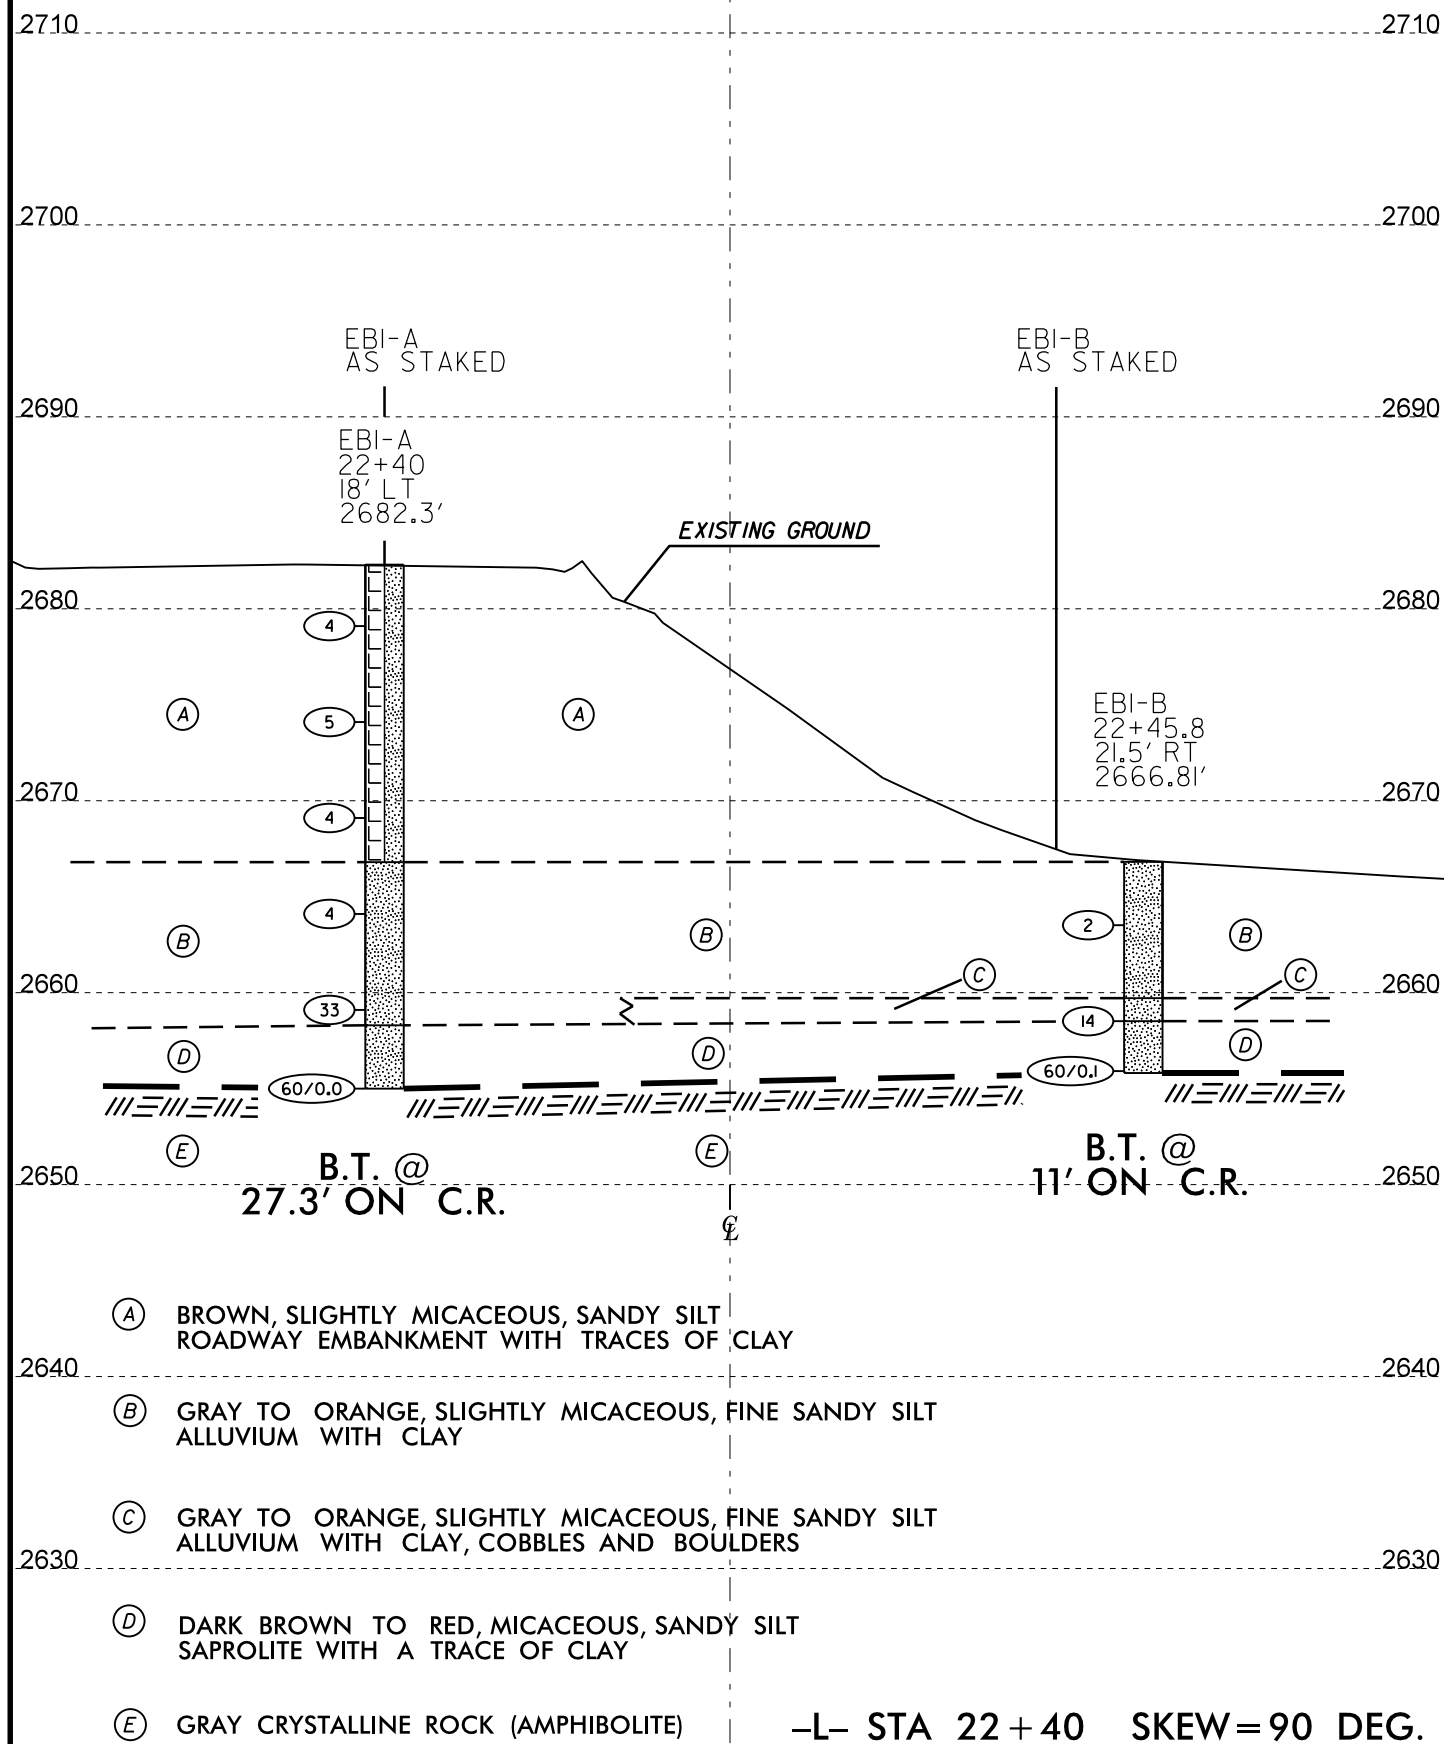 2710 2710
2700 2700
EBI-A
AS STAKED
EBI-B
AS STAKED
2690 2690
EBI-A
22+40
18' LT
2682.3'
EXISTING GROUND
2680 2680
4
A
5
A
EBI-B
22+45.8
21.5' RT
2666.81'
2670 2670
4
4
B
B
2
B
C
C
2660 2660
33
14
D
D
D
60/0.0
60/0.1
E
E
B.T. @
27.3' ON C.R.
B.T. @
11' ON C.R.
2650 2650
℄
A BROWN, SLIGHTLY MICACEOUS, SANDY SILT
ROADWAY EMBANKMENT WITH TRACES OF CLAY
2640 2640
B GRAY TO ORANGE, SLIGHTLY MICACEOUS, FINE SANDY SILT
ALLUVIUM WITH CLAY
C GRAY TO ORANGE, SLIGHTLY MICACEOUS, FINE SANDY SILT
ALLUVIUM WITH CLAY, COBBLES AND BOULDERS
2630 2630
D DARK BROWN TO RED, MICACEOUS, SANDY SILT
SAPROLITE WITH A TRACE OF CLAY
E GRAY CRYSTALLINE ROCK (AMPHIBOLITE)
-L- STA 22+40 SKEW=90 DEG.